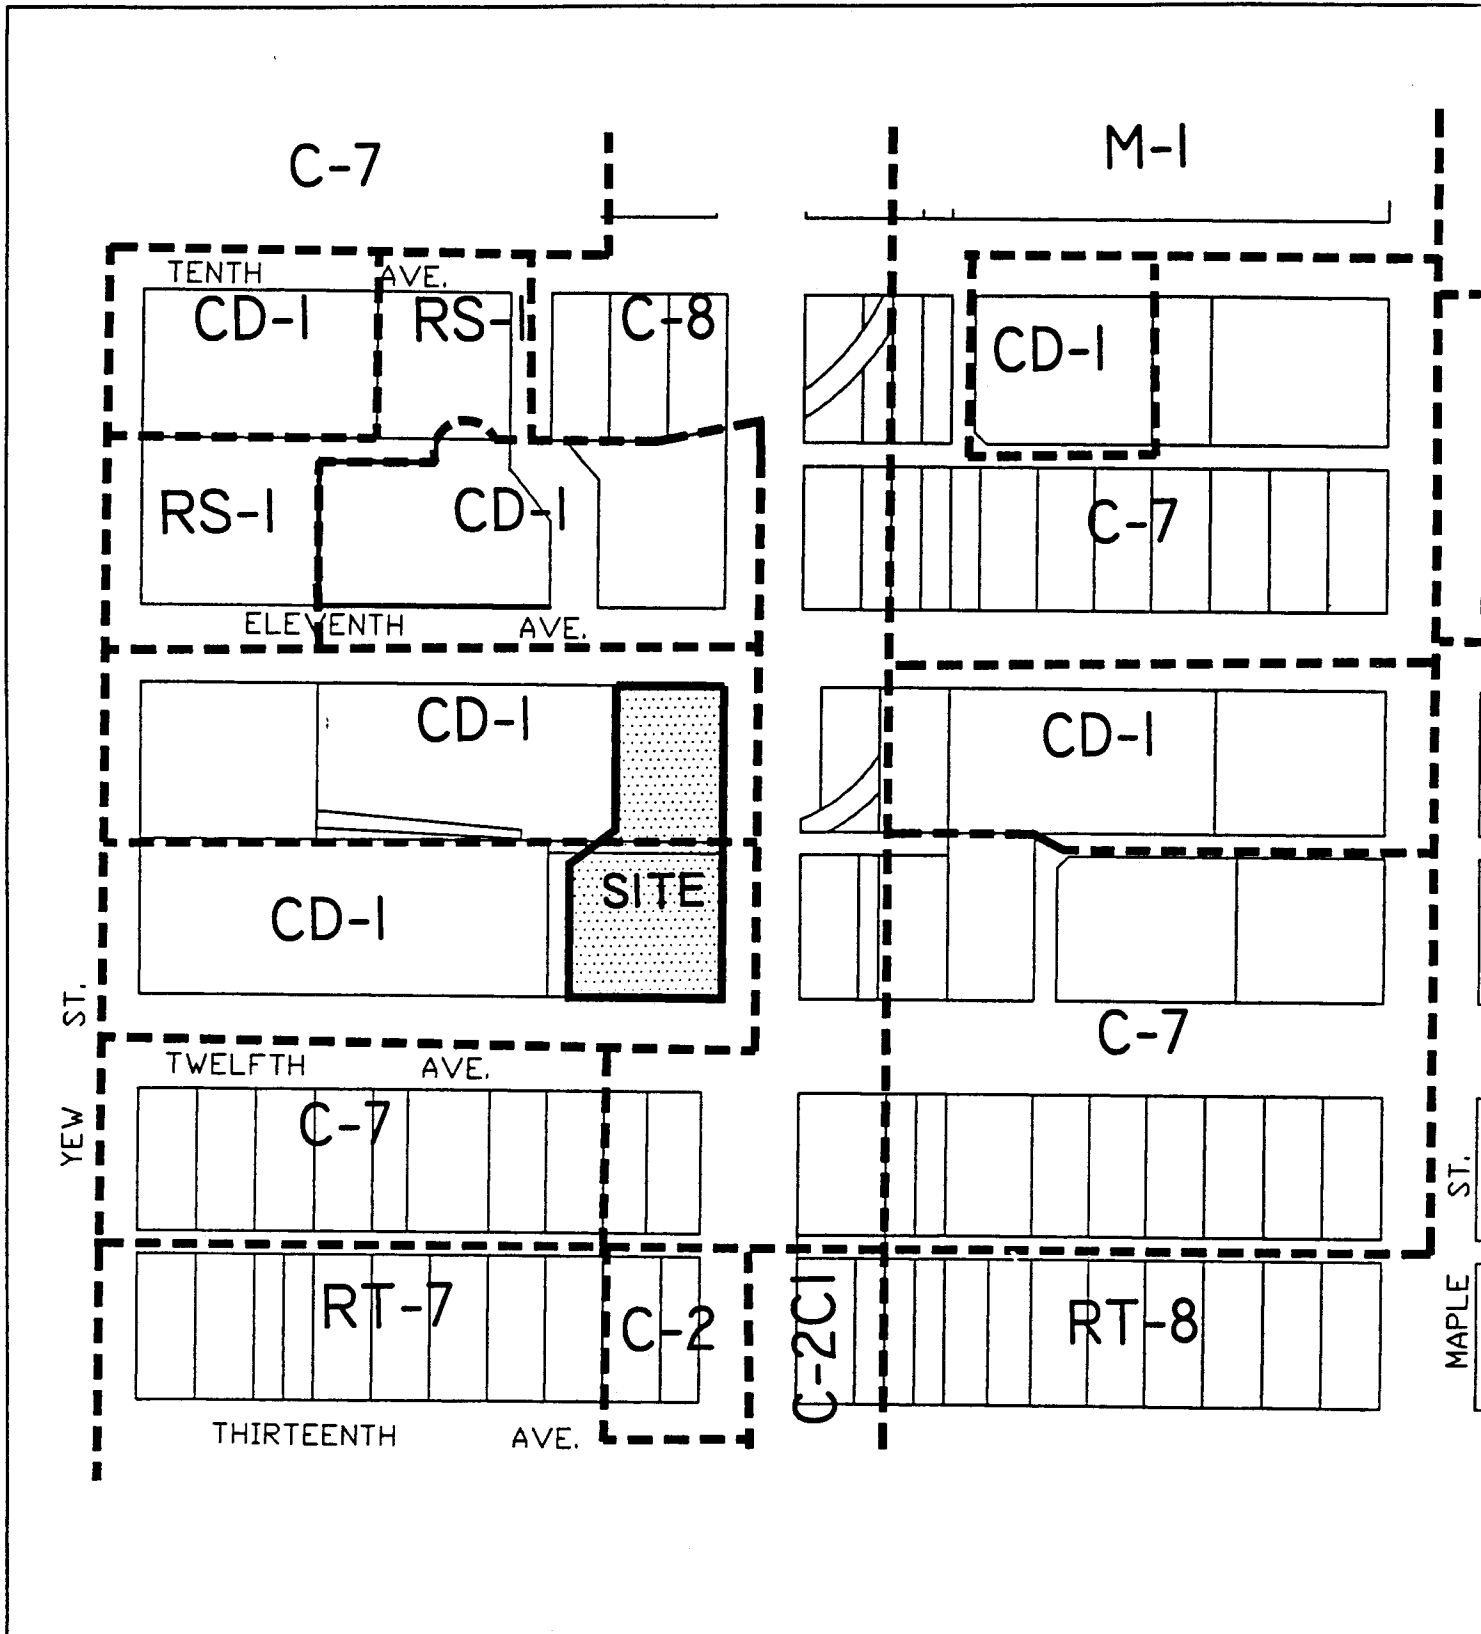 C-7
M-1
TENTH AVE.
CD-1
RS-1
C-8
CD-1
RS-1
CD-1
C-7
ELEVENTH AVE.
CD-1
CD-1
SITE
CD-1
C-7
YEW ST.
TWELFTH AVE.
C-7
MAPLE ST.
RT-7
C-2
C-2C1
RT-8
THIRTEENTH AVE.